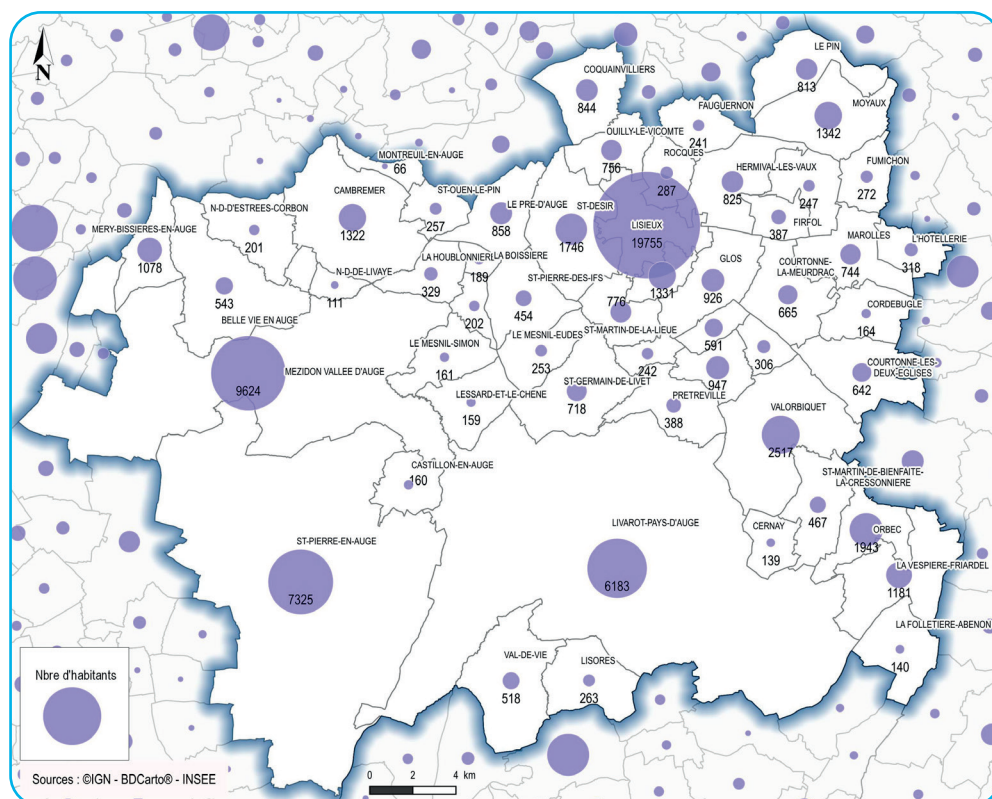 N
LE PIN
813
COQUAINVILLIERS
844
MOYAUX
1342
FAUGUERNON
241
OUILLY-LE-VICOMTE
756
ROCQUES
287
MONTREUIL-EN-AUGE
66
HERMIVAL-LES-VAUX
825
FUMICHON
272
CAMBREMER
1322
ST-OUEN-LE-PIN
257
LE PRE-D'AUGE
858
ST-DESIR
1746
LISIEUX
19755
247
FIRFOL
387
N-D-D'ESTREES-CORBON
201
MERY-BISSIERES-EN-AUGE
1078
MAROLLES
744
L'HOTELLERIE
318
LA HOUBLONNIERE
329
LA BOISSIERE
189
GLOS
926
COURTONNE-
LA-MEURDRAC
665
N-D-DE-LIVAYE
111
ST-PIERRE-DES-IFS
776
1331
543
BELLE VIE EN AUGE
202
454
CORDEBUGLE
164
LE MESNIL-SIMON
161
LE MESNIL-EUDES
253
ST-MARTIN-DE-LA-LIEUE
242
591
306
947
MEZIDON VALLEE D'AUGE
9624
COURTONNE-LES-
DEUX-EGLISES
642
LESSARD-ET-LE-CHENE
159
ST-GERMAIN-DE-LIVET
718
PRETREVILLE
388
VALORBIQUET
2517
CASTILLON-EN-AUGE
160
ST-MARTIN-DE-BIENFAITE-
LA-CRESSONNIERE
467
LIVAROT-PAYS-D'AUGE
6183
CERNAY
139
ORBEC
1943
ST-PIERRE-EN-AUGE
7325
LA VESPIERE-FRIARDEL
1181
LA FOLLETIERE-ABENON
140
VAL-DE-VIE
518
LISORES
263
Nbre d'habitants
Sources : ©IGN - BDCarto® - INSEE
0 2 4 km